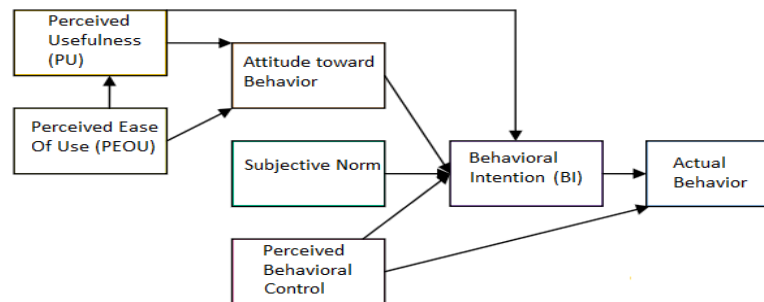 Perceived
Usefulness
(PU)
Attitude toward
Behavior
Perceived Ease
Of Use (PEOU)
Subjective Norm
Behavioral
Intention (BI)
Actual
Behavior
Perceived
Behavioral
Control